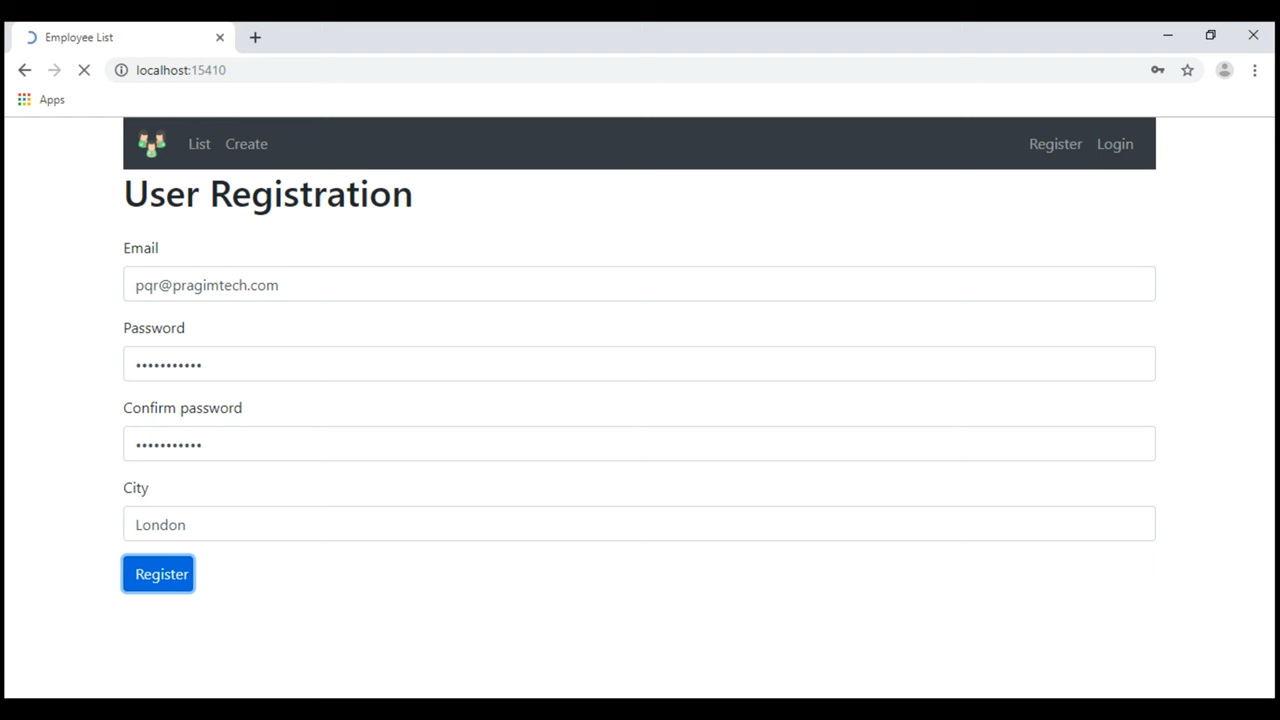 Employee List
localhost:15410
Apps
List Create Register Login
User Registration
Email
pqr@pragimtech.com
Password
•••••••••••
Confirm password
•••••••••••
City
London
Register